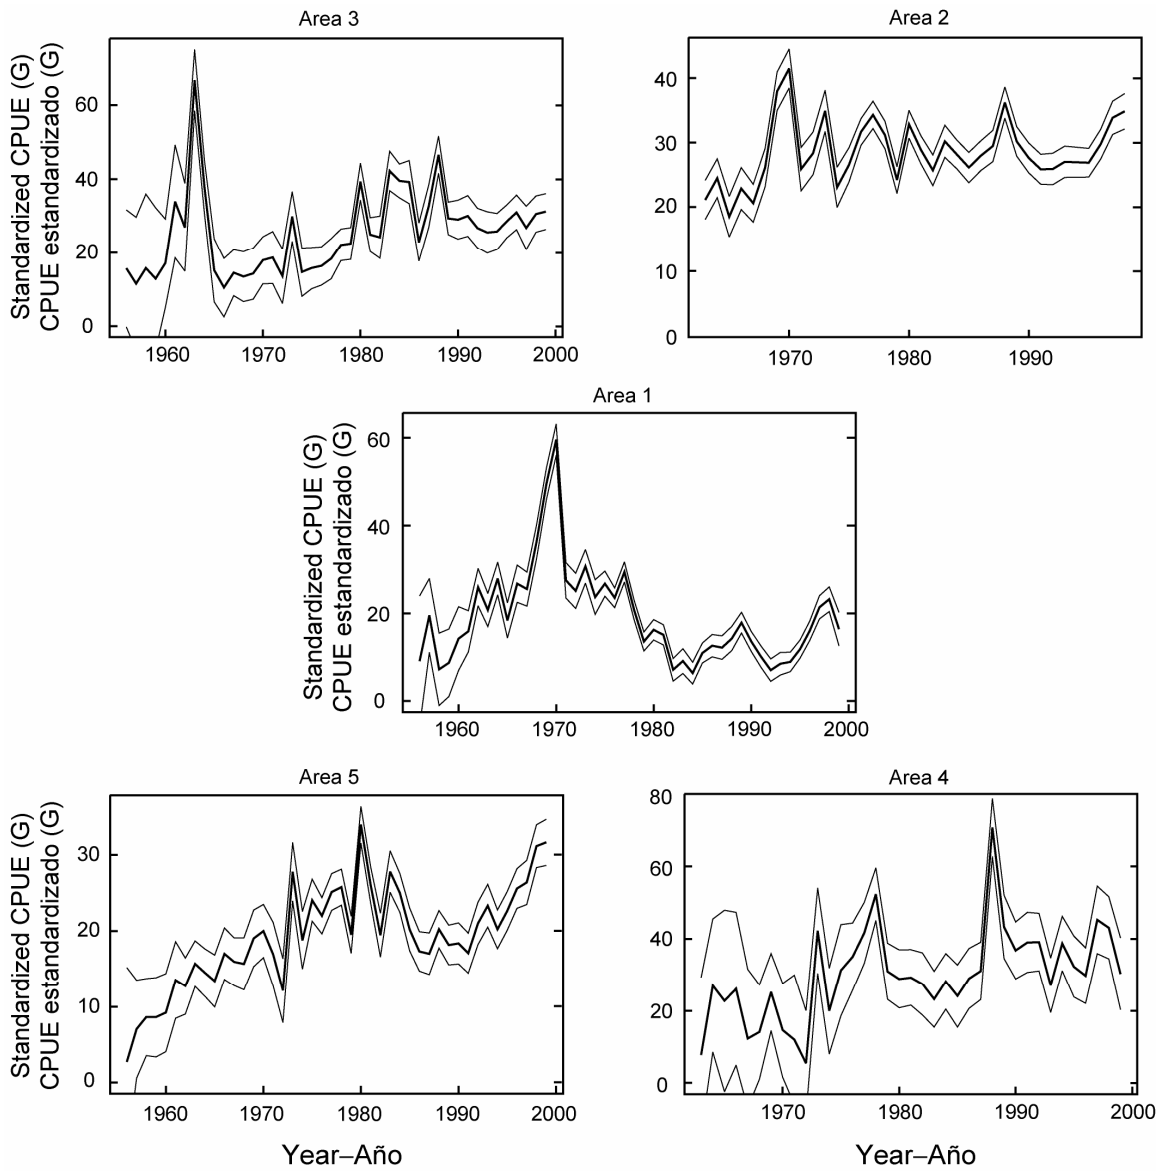 Area 3
Standardized CPUE (G)
CPUE estandardizado (G)
60
40
20
0
1960 1970 1980 1990 2000
Area 2
40
30
20
10
0
1970 1980 1990
Area 1
Standardized CPUE (G)
CPUE estandardizado (G)
60
40
20
0
1960 1970 1980 1990 2000
Area 5
Standardized CPUE (G)
CPUE estandardizado (G)
30
20
10
0
1960 1970 1980 1990 2000
Year–Año
Area 4
80
60
40
20
0
1970 1980 1990 2000
Year–Año